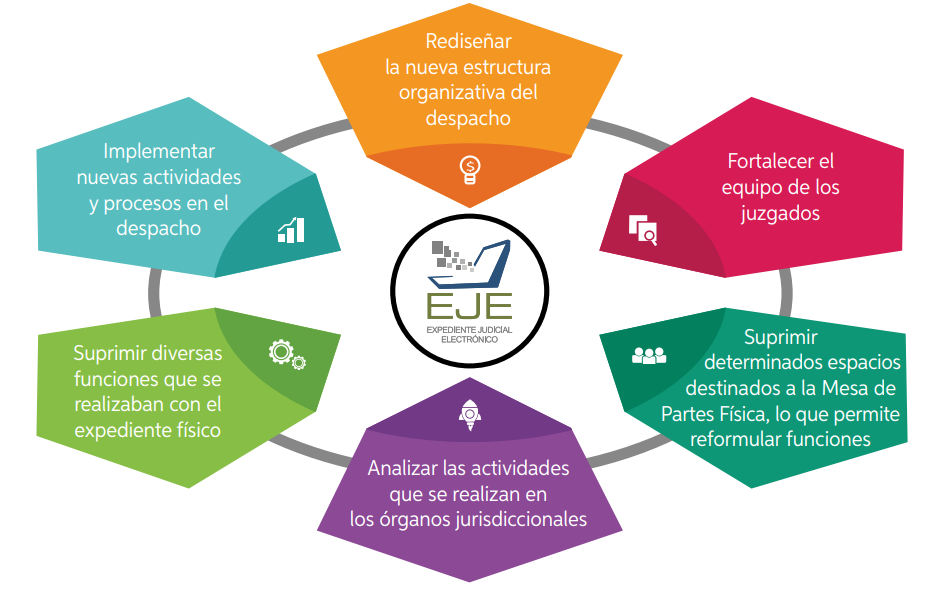 Rediseñar
la nueva estructura
organizativa del
despacho
Fortalecer el
equipo de los
juzgados
Suprimir
determinados espacios
destinados a la Mesa de
Partes Física, lo que permite
reformular funciones
Analizar las actividades
que se realizan en
los órganos jurisdiccionales
Suprimir diversas
funciones que se
realizaban con el
expediente físico
Implementar
nuevas actividades
y procesos en el
despacho
EJE
EXPEDIENTE JUDICIAL
ELECTRÓNICO
$